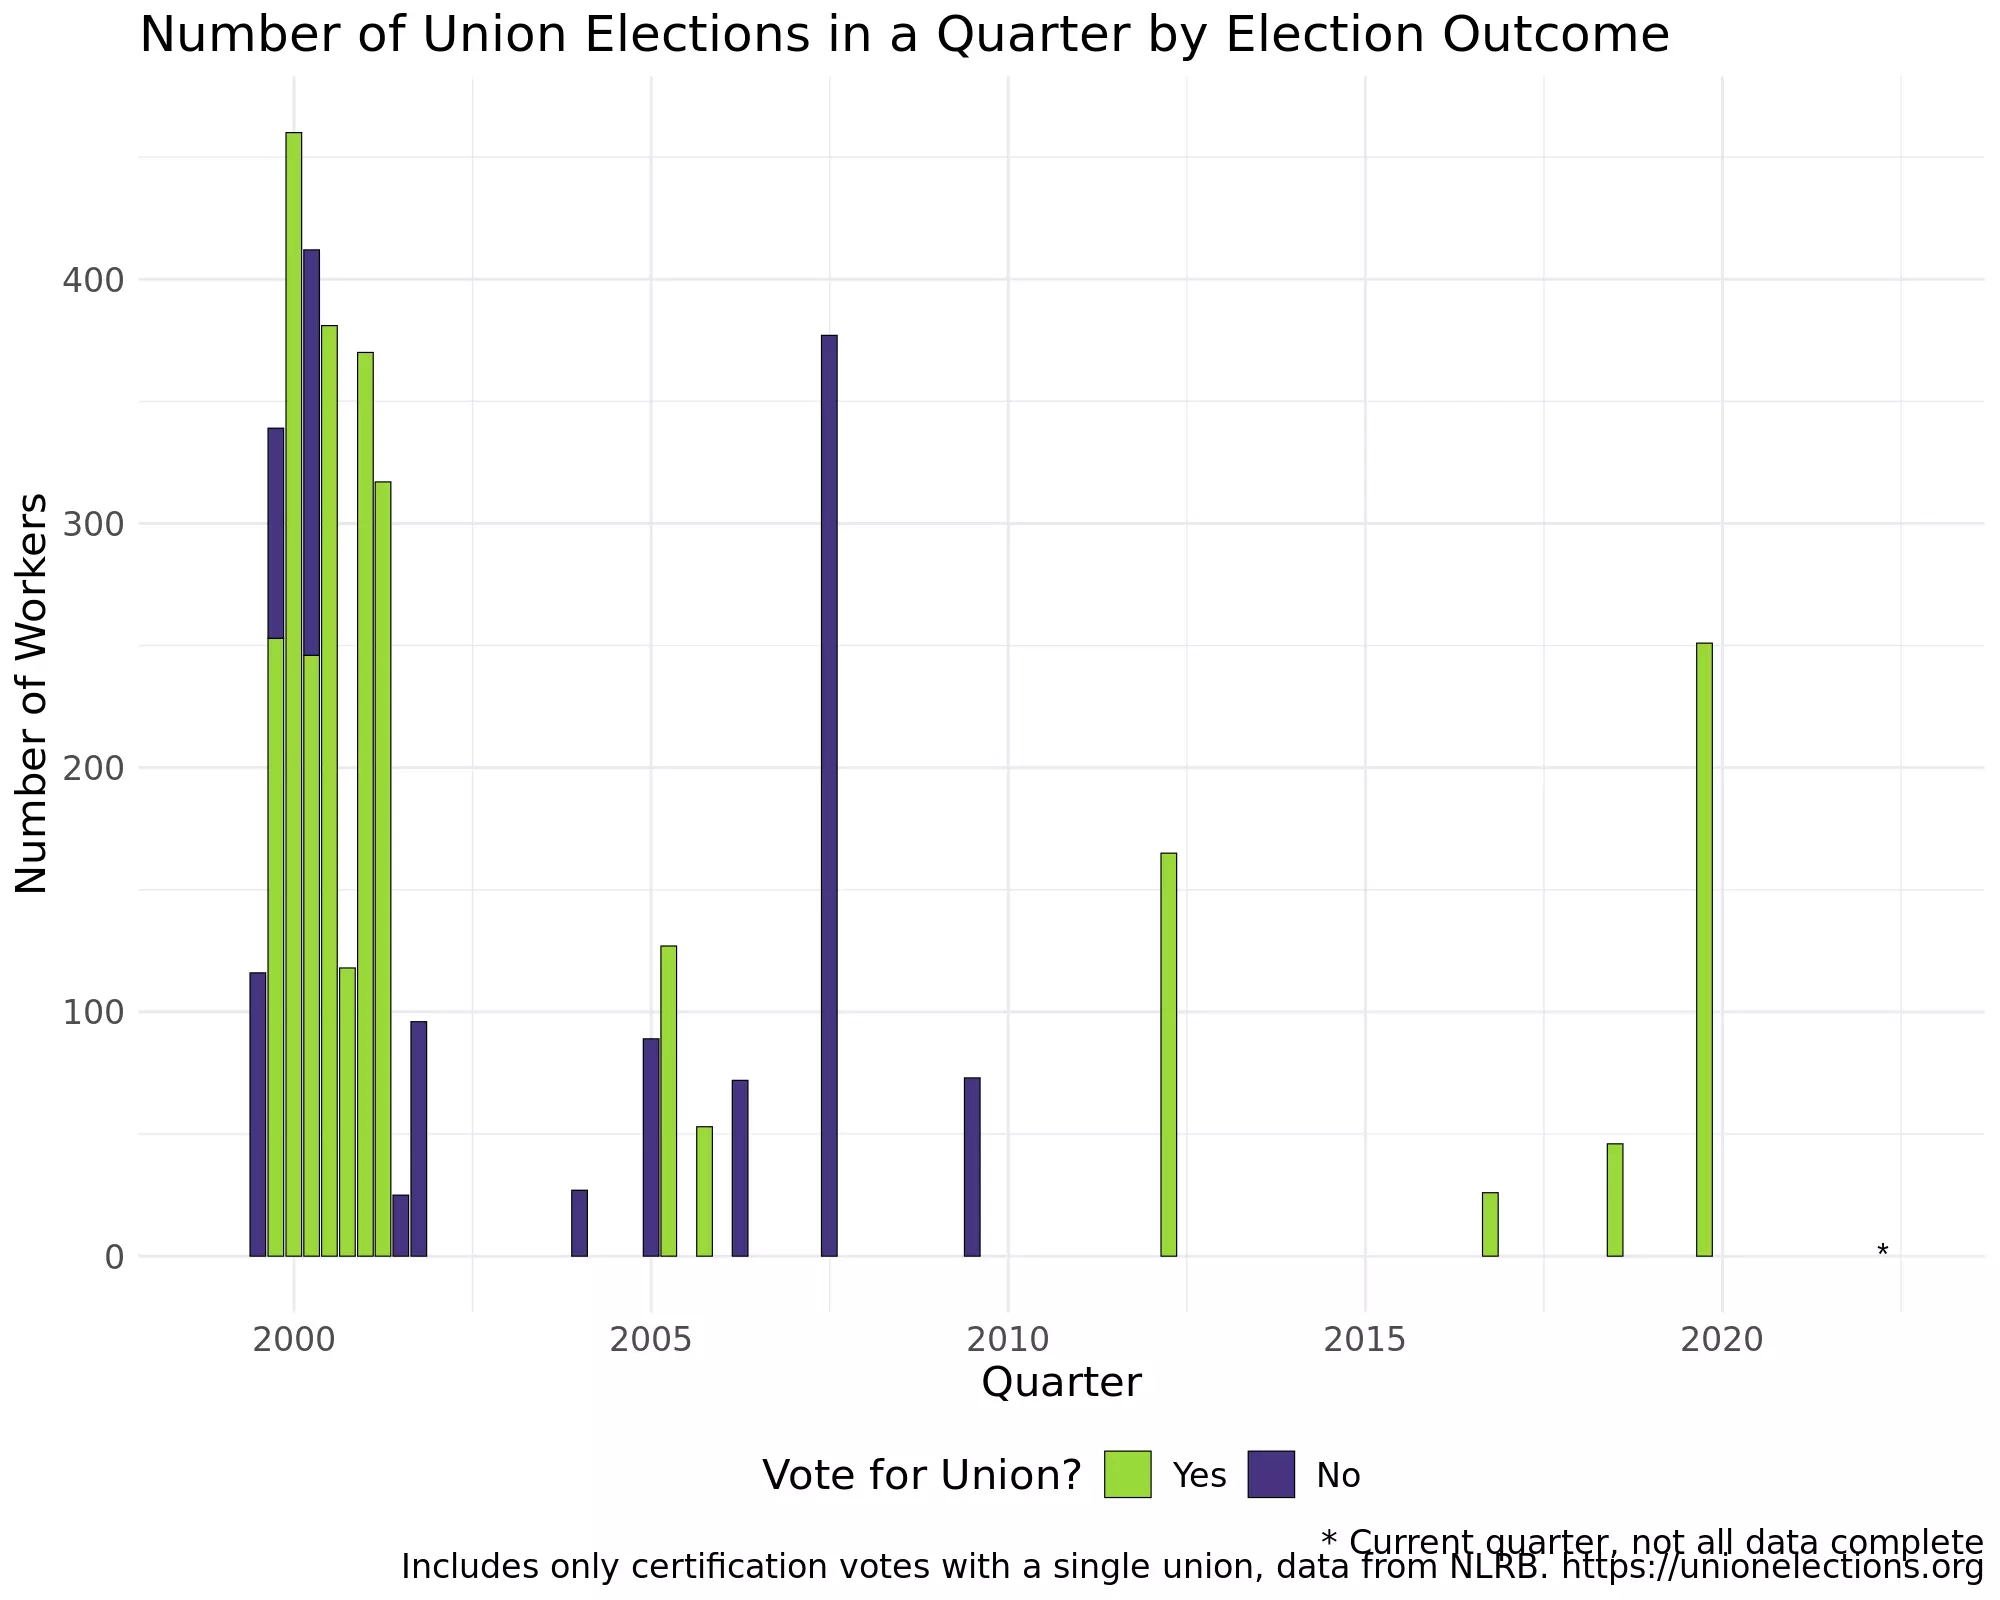 Number of Union Elections in a Quarter by Election Outcome
Number of Workers
400
300
200
100
0
*
2000 2005 2010 2015 2020
Quarter
Vote for Union? Yes No
* Current quarter, not all data complete
Includes only certification votes with a single union, data from NLRB. https://unionelections.org